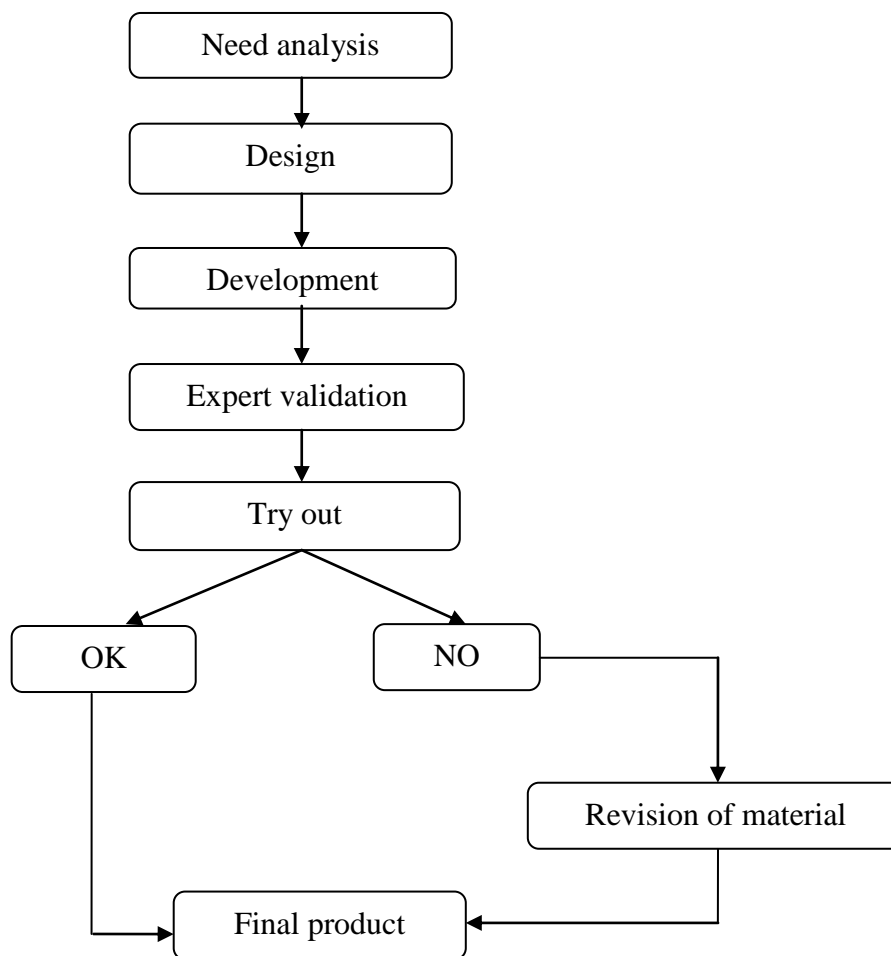 Need analysis
Design
Development
Expert validation
Try out
OK
NO
Revision of material
Final product